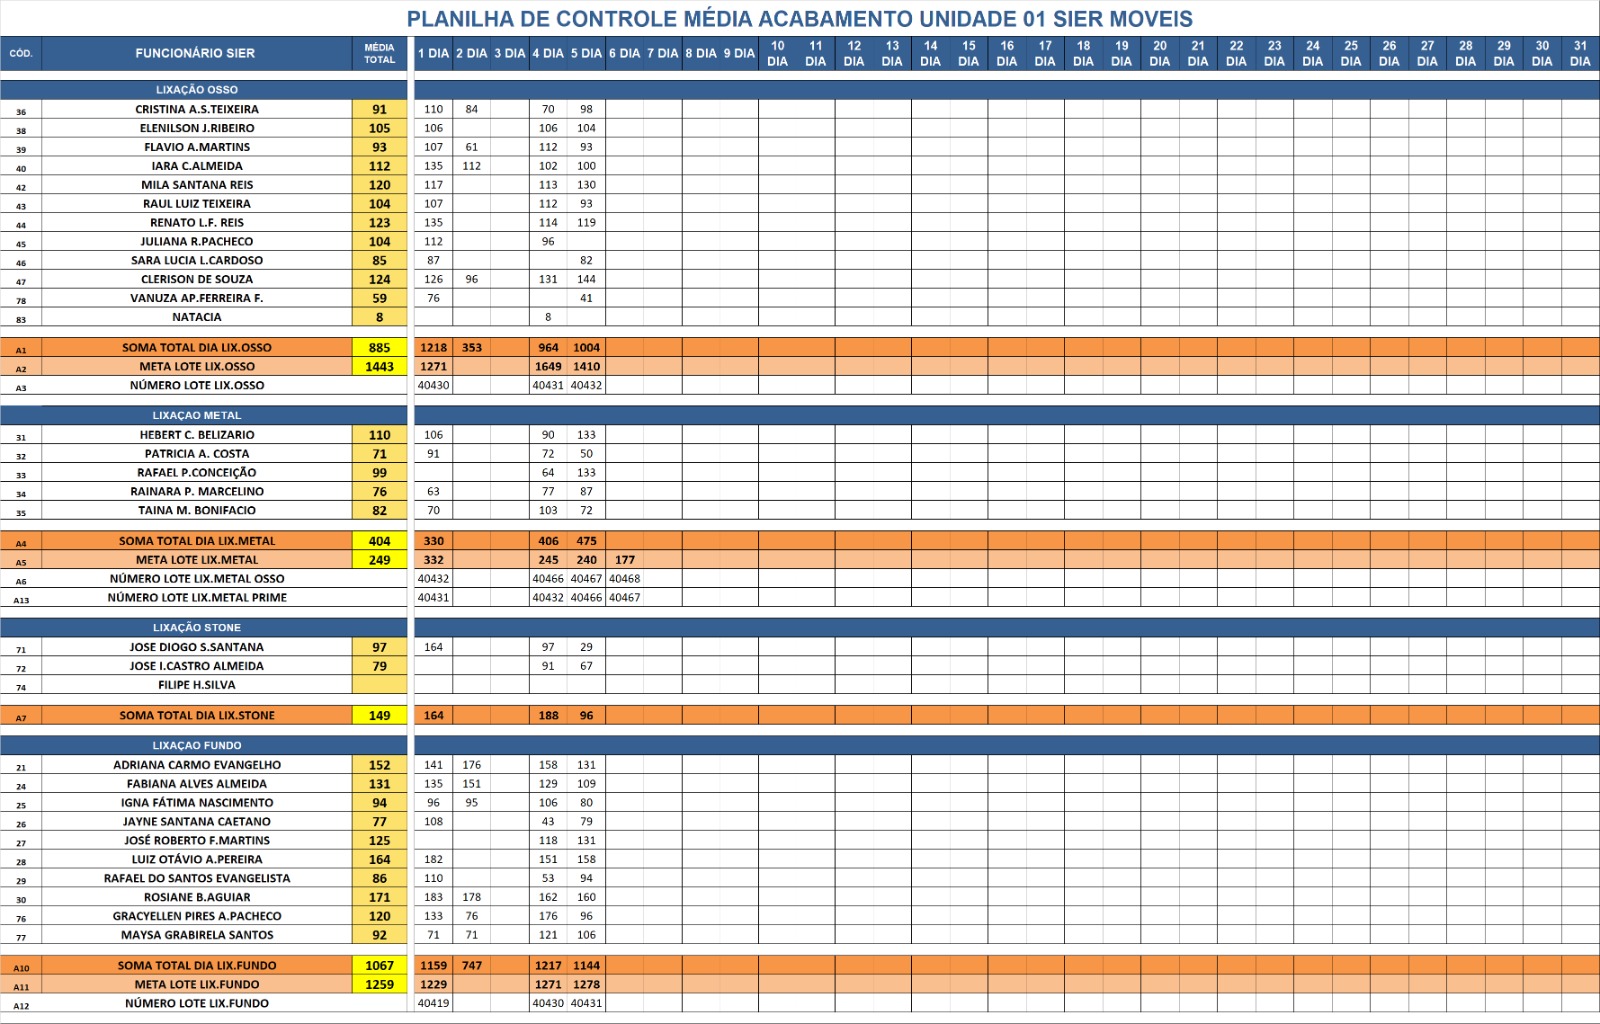 PLANILHA DE CONTROLE MÉDIA ACABAMENTO UNIDADE 01 SIER MOVEIS
CÓD. FUNCIONÁRIO SIER MÉDIA TOTAL 1 DIA 2 DIA 3 DIA 4 DIA 5 DIA 6 DIA 7 DIA 8 DIA 9 DIA 10 DIA 11 DIA 12 DIA 13 DIA 14 DIA 15 DIA 16 DIA 17 DIA 18 DIA 19 DIA 20 DIA 21 DIA 22 DIA 23 DIA 24 DIA 25 DIA 26 DIA 27 DIA 28 DIA 29 DIA 30 DIA 31 DIA
LIXAÇÃO OSSO
36 CRISTINA A.S.TEIXEIRA 91 110 84 70 98
38 ELENILSON J.RIBEIRO 105 106 106 104
39 FLAVIO A.MARTINS 93 107 61 112 93
40 IARA C.ALMEIDA 112 135 112 102 100
42 MILA SANTANA REIS 120 117 113 130
43 RAUL LUIZ TEIXEIRA 104 107 112 93
44 RENATO L.F. REIS 123 135 114 119
45 JULIANA R.PACHECO 104 112 96
46 SARA LUCIA L.CARDOSO 85 87 82
47 CLERISON DE SOUZA 124 126 96 131 144
78 VANUZA AP.FERREIRA F. 59 76 41
83 NATACIA 8 8
A1 SOMA TOTAL DIA LIX.OSSO 885 1218 353 964 1004
A2 META LOTE LIX.OSSO 1443 1271 1649 1410
A3 NÚMERO LOTE LIX.OSSO 40430 40431 40432
LIXAÇAO METAL
31 HEBERT C. BELIZARIO 110 106 90 133
32 PATRICIA A. COSTA 71 91 72 50
33 RAFAEL P.CONCEIÇÃO 99 64 133
34 RAINARA P. MARCELINO 76 63 77 87
35 TAINA M. BONIFACIO 82 70 103 72
A4 SOMA TOTAL DIA LIX.METAL 404 330 406 475
A5 META LOTE LIX.METAL 249 332 245 240 177
A6 NÚMERO LOTE LIX.METAL OSSO 40432 40466 40467 40468
A13 NÚMERO LOTE LIX.METAL PRIME 40431 40432 40466 40467
LIXAÇÃO STONE
71 JOSE DIOGO S.SANTANA 97 164 97 29
72 JOSE I.CASTRO ALMEIDA 79 91 67
74 FILIPE H.SILVA
A7 SOMA TOTAL DIA LIX.STONE 149 164 188 96
LIXAÇAO FUNDO
21 ADRIANA CARMO EVANGELHO 152 141 176 158 131
24 FABIANA ALVES ALMEIDA 131 135 151 129 109
25 IGNA FÁTIMA NASCIMENTO 94 96 95 106 80
26 JAYNE SANTANA CAETANO 77 108 43 79
27 JOSÉ ROBERTO F.MARTINS 125 118 131
28 LUIZ OTÁVIO A.PEREIRA 164 182 151 158
29 RAFAEL DO SANTOS EVANGELISTA 86 110 53 94
30 ROSIANE B.AGUIAR 171 183 178 162 160
76 GRACYELLEN PIRES A.PACHECO 120 133 76 176 96
77 MAYSA GRABIRELA SANTOS 92 71 71 121 106
A10 SOMA TOTAL DIA LIX.FUNDO 1067 1159 747 1217 1144
A11 META LOTE LIX.FUNDO 1259 1229 1271 1278
A12 NÚMERO LOTE LIX.FUNDO 40419 40430 40431